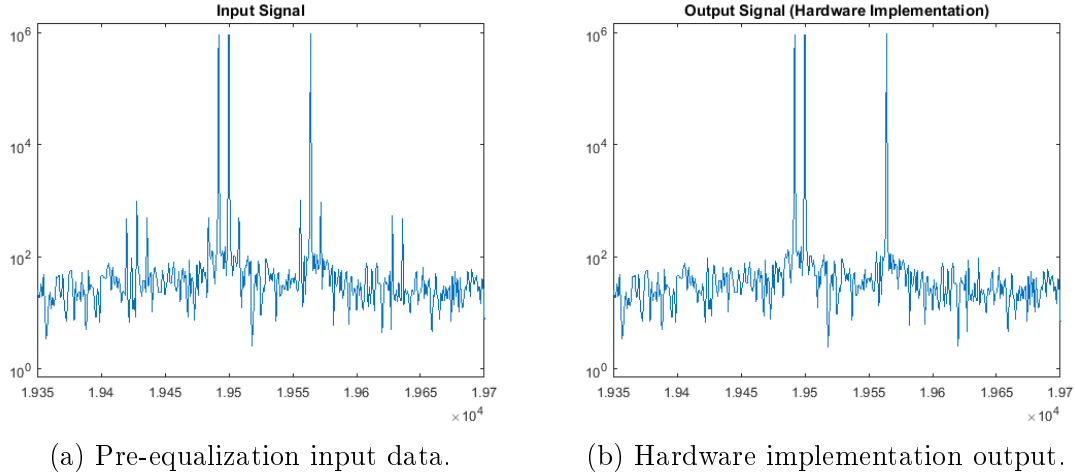 Input Signal
10^6
10^4
10^2
10^0
1.935 1.94 1.945 1.95 1.955 1.96 1.965 1.97
×10^4
(a) Pre-equalization input data.
Output Signal (Hardware Implementation)
10^6
10^4
10^2
10^0
1.935 1.94 1.945 1.95 1.955 1.96 1.965 1.97
×10^4
(b) Hardware implementation output.